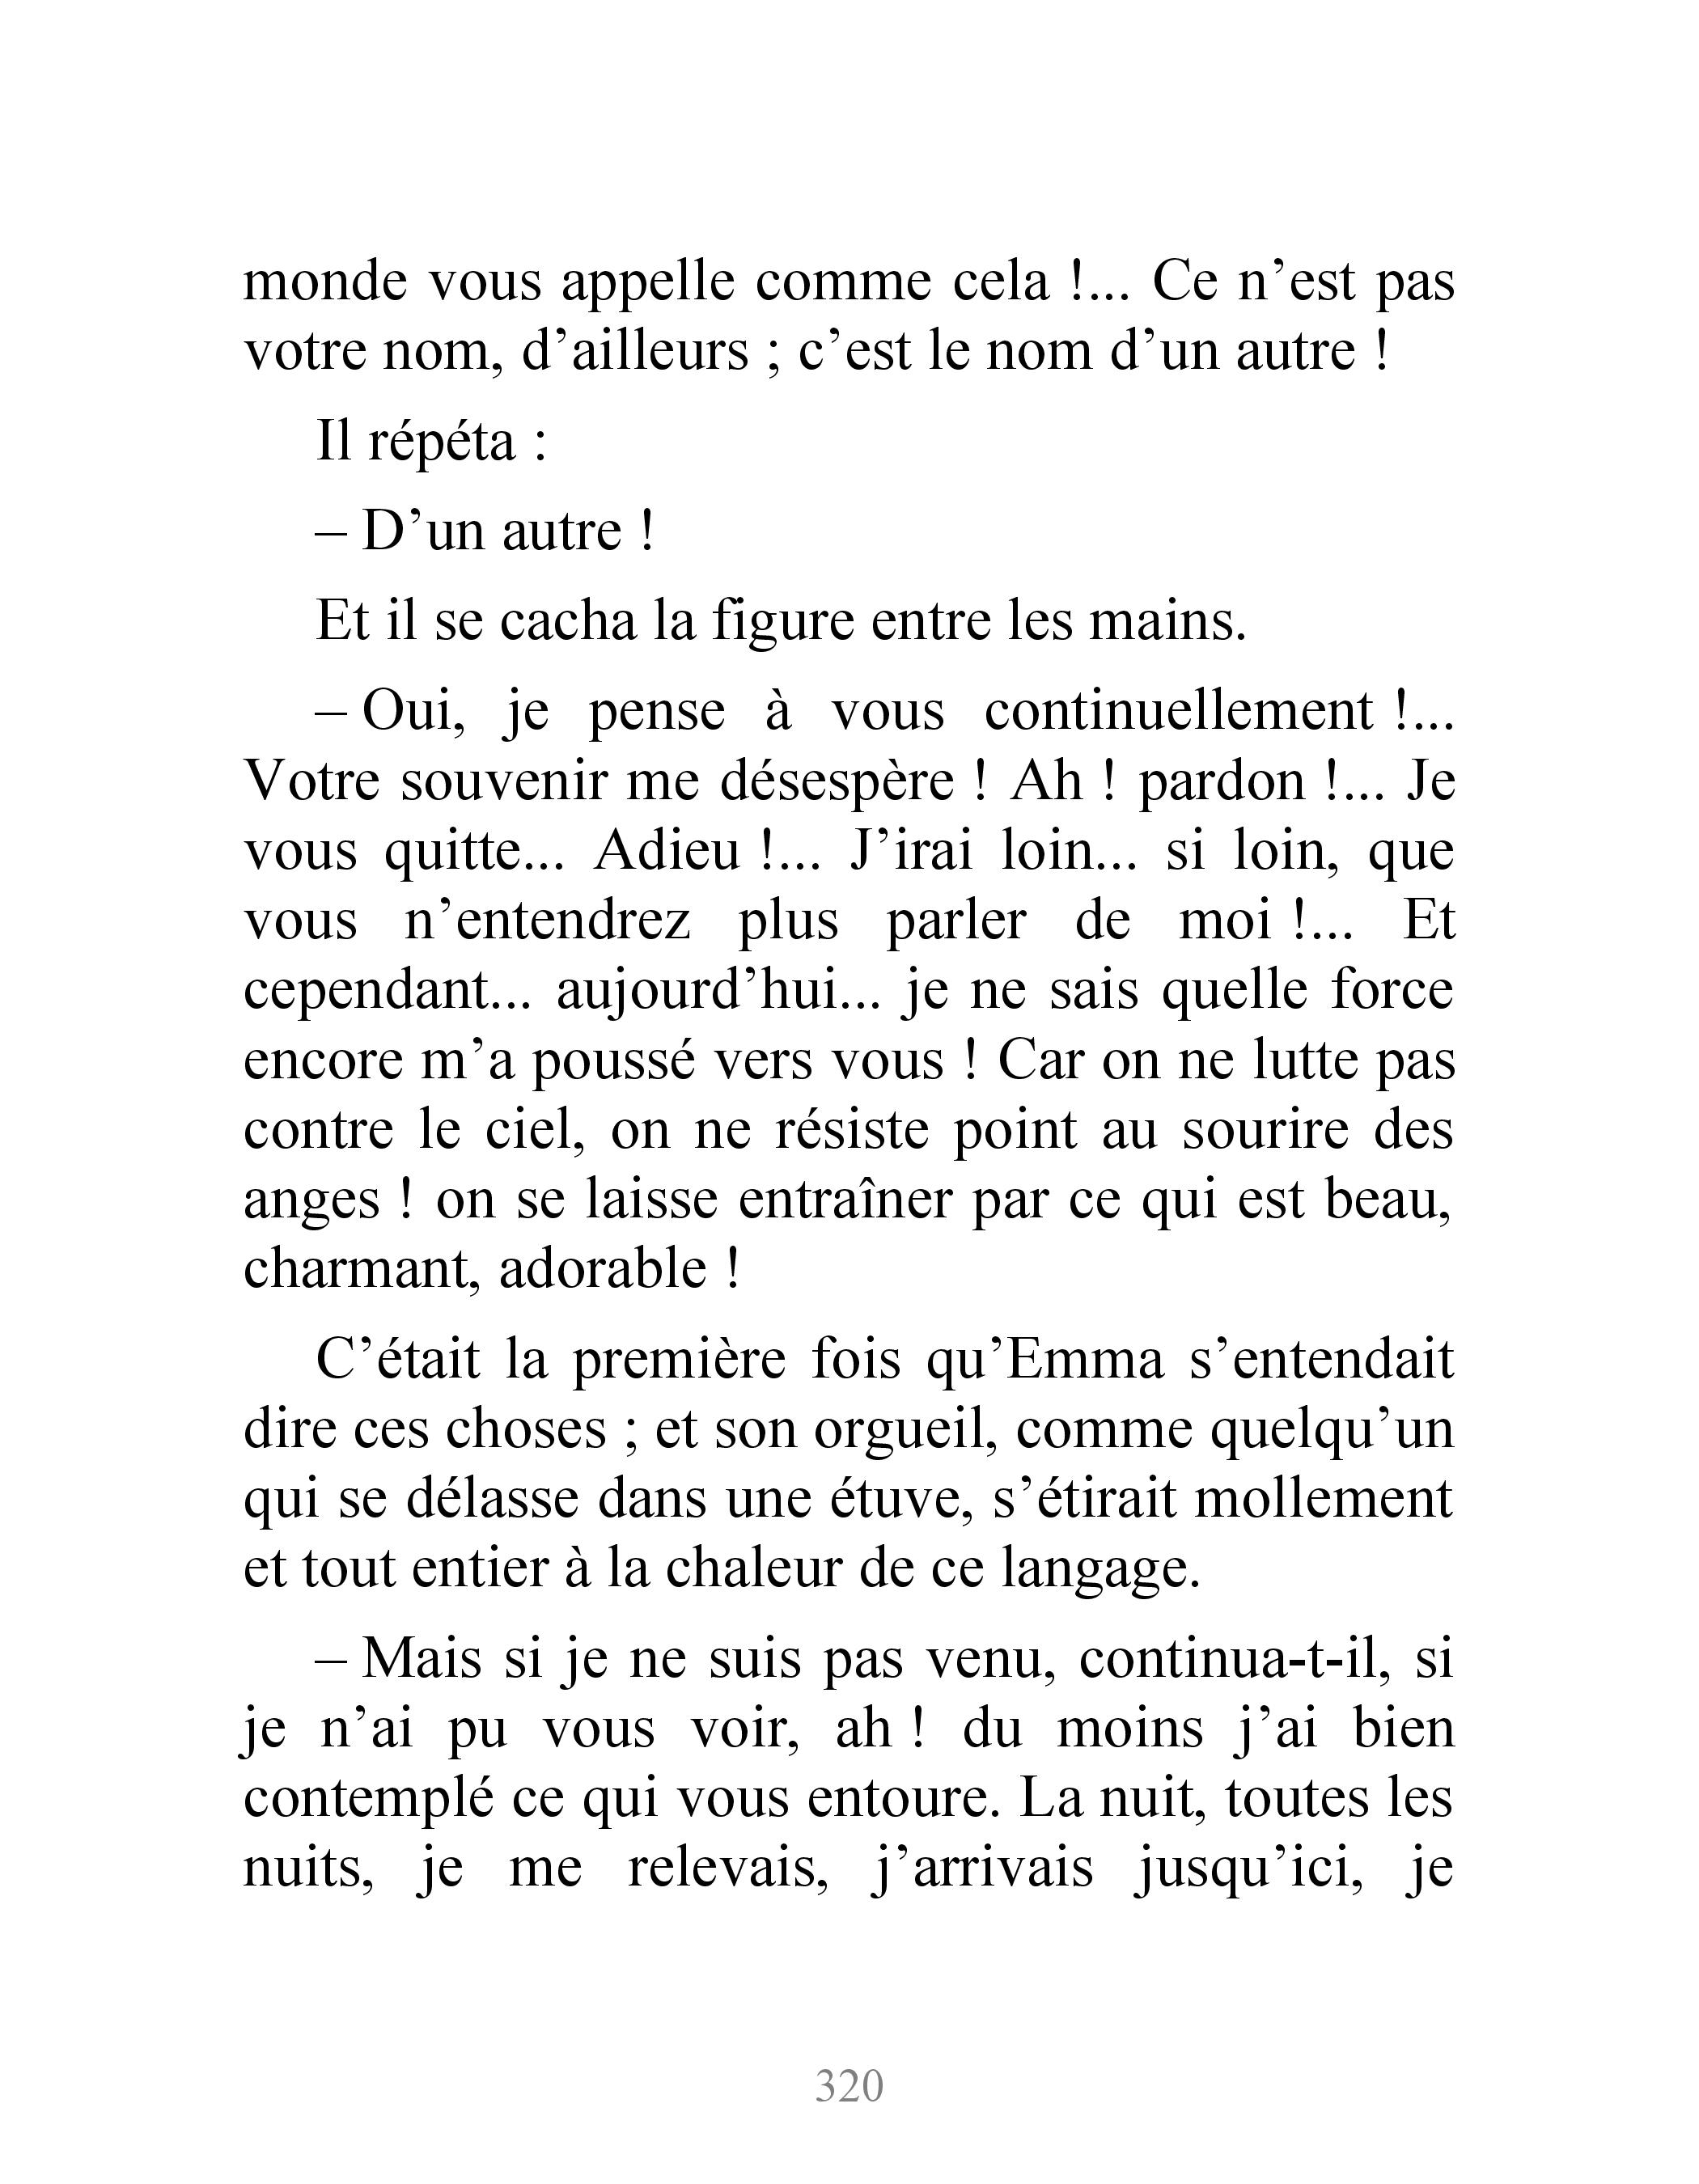 monde vous appelle comme cela !... Ce n’est pas
votre nom, d’ailleurs ; c’est le nom d’un autre !
Il répéta :
– D’un autre !
Et il se cacha la figure entre les mains.
– Oui, je pense à vous continuellement !...
Votre souvenir me désespère ! Ah ! pardon !... Je
vous quitte... Adieu !... J’irai loin... si loin, que
vous n’entendrez plus parler de moi !... Et
cependant... aujourd’hui... je ne sais quelle force
encore m’a poussé vers vous ! Car on ne lutte pas
contre le ciel, on ne résiste point au sourire des
anges ! on se laisse entraîner par ce qui est beau,
charmant, adorable !
C’était la première fois qu’Emma s’entendait
dire ces choses ; et son orgueil, comme quelqu’un
qui se délasse dans une étuve, s’étirait mollement
et tout entier à la chaleur de ce langage.
– Mais si je ne suis pas venu, continua-t-il, si
je n’ai pu vous voir, ah ! du moins j’ai bien
contemplé ce qui vous entoure. La nuit, toutes les
nuits, je me relevais, j’arrivais jusqu’ici, je
320